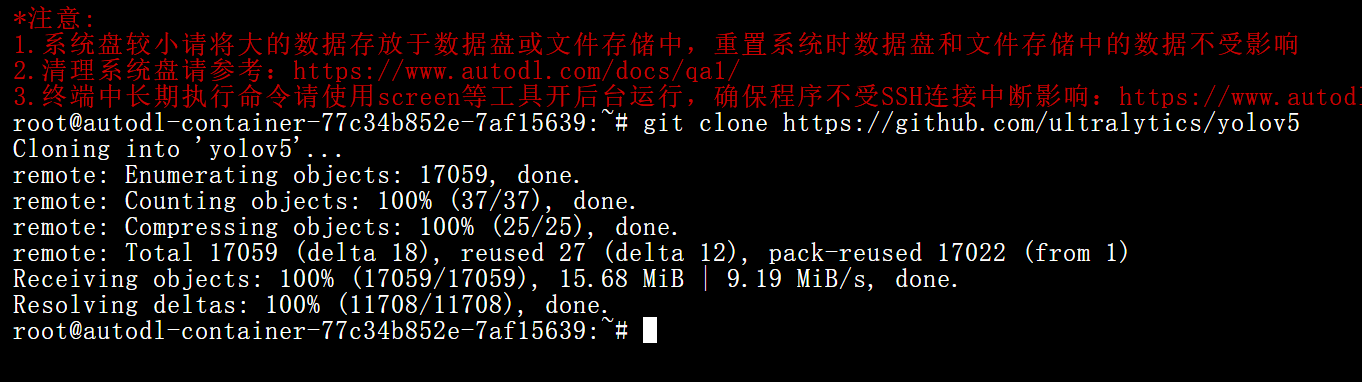 *注意:
1.系统盘较小请将大的数据存放于数据盘或文件存储中，重置系统时数据盘和文件存储中的数据不受影响
2.清理系统盘请参考：https://www.autodl.com/docs/qa1/
3.终端中长期执行命令请使用screen等工具开后台运行，确保程序不受SSH连接中断影响：https://www.autod
root@autodl-container-77c34b852e-7af15639:~# git clone https://github.com/ultralytics/yolov5
Cloning into 'yolov5'...
remote: Enumerating objects: 17059, done.
remote: Counting objects: 100% (37/37), done.
remote: Compressing objects: 100% (25/25), done.
remote: Total 17059 (delta 18), reused 27 (delta 12), pack-reused 17022 (from 1)
Receiving objects: 100% (17059/17059), 15.68 MiB | 9.19 MiB/s, done.
Resolving deltas: 100% (11708/11708), done.
root@autodl-container-77c34b852e-7af15639:~#